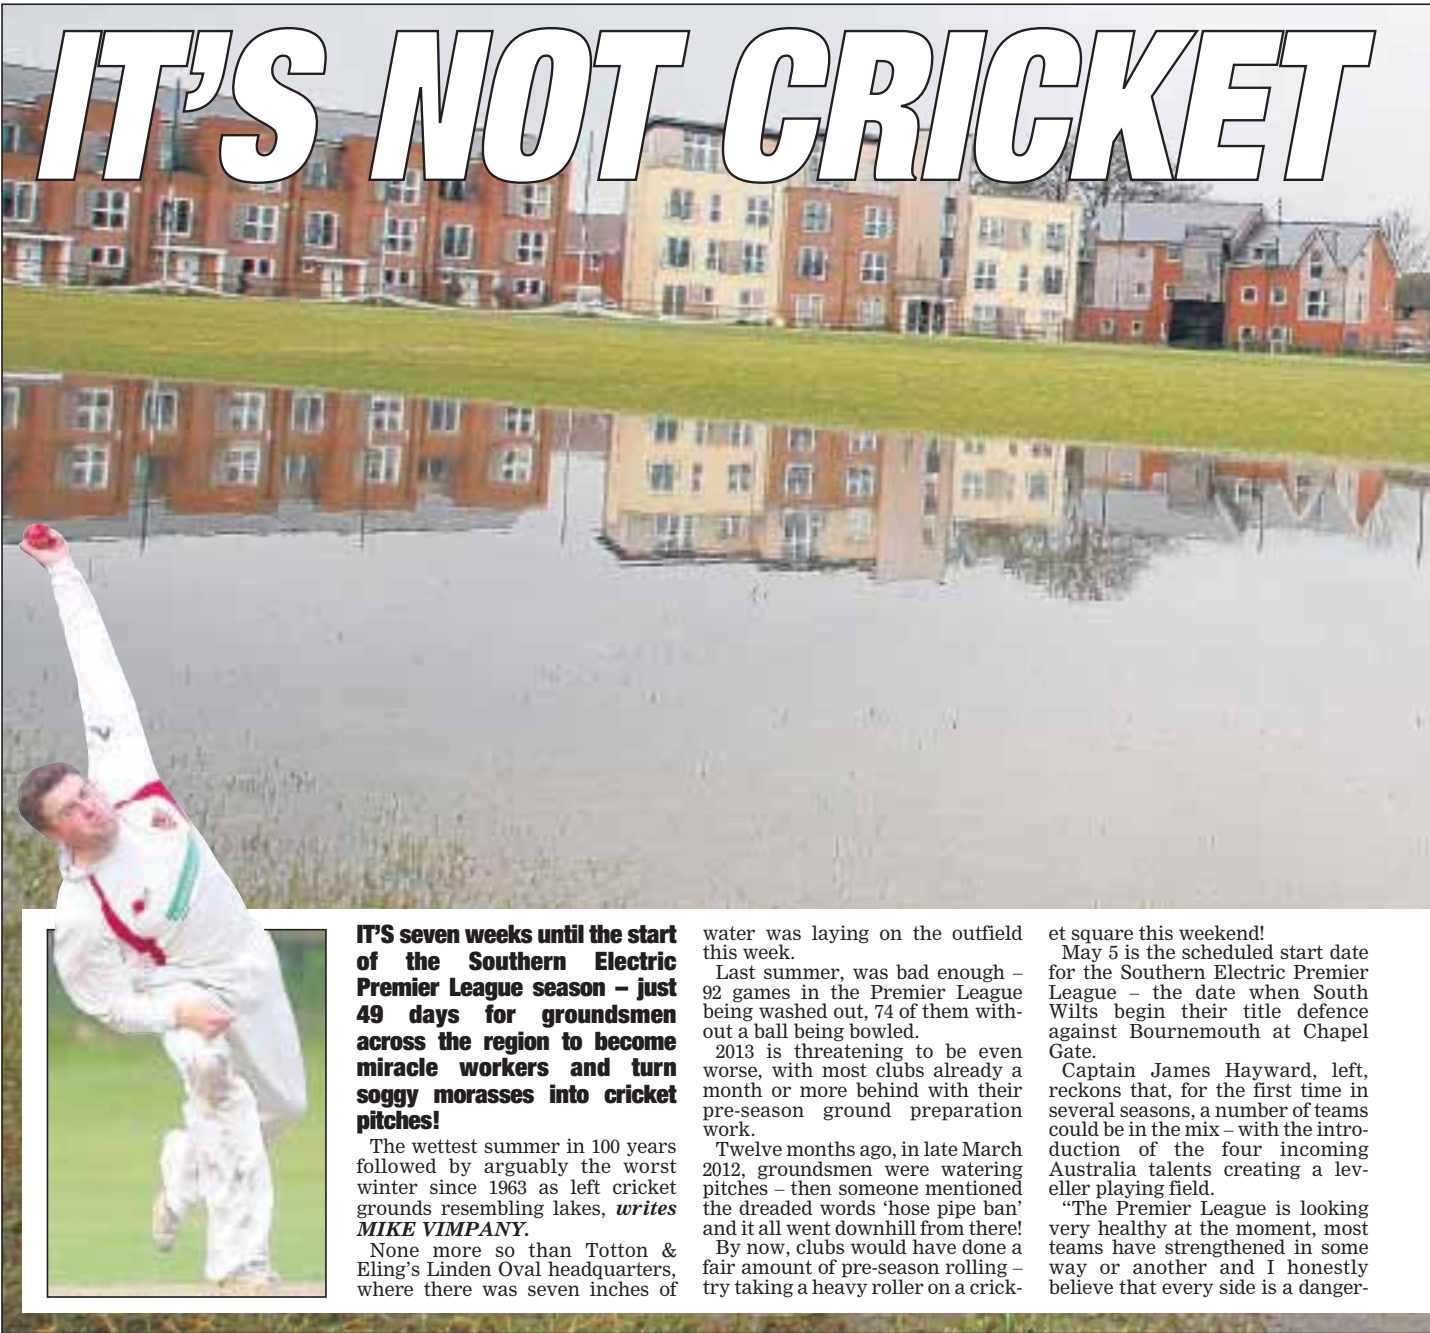 IT'S NOT CRICKET
IT'S seven weeks until the start
of the Southern Electric
Premier League season – just
49 days for groundsmen
across the region to become
miracle workers and turn
soggy morasses into cricket
pitches!
The wettest summer in 100 years
followed by arguably the worst
winter since 1963 as left cricket
grounds resembling lakes, writes
MIKE VIMPANY.
None more so than Totton &
Eling's Linden Oval headquarters,
where there was seven inches of
water was laying on the outfield
this week.
Last summer, was bad enough –
92 games in the Premier League
being washed out, 74 of them with-
out a ball being bowled.
2013 is threatening to be even
worse, with most clubs already a
month or more behind with their
pre-season ground preparation
work.
Twelve months ago, in late March
2012, groundsmen were watering
pitches – then someone mentioned
the dreaded words 'hose pipe ban'
and it all went downhill from there!
By now, clubs would have done a
fair amount of pre-season rolling –
try taking a heavy roller on a crick-
et square this weekend!
May 5 is the scheduled start date
for the Southern Electric Premier
League – the date when South
Wilts begin their title defence
against Bournemouth at Chapel
Gate.
Captain James Hayward, left,
reckons that, for the first time in
several seasons, a number of teams
could be in the mix – with the intro-
duction of the four incoming
Australia talents creating a lev-
eller playing field.
"The Premier League is looking
very healthy at the moment, most
teams have strengthened in some
way or another and I honestly
believe that every side is a danger-